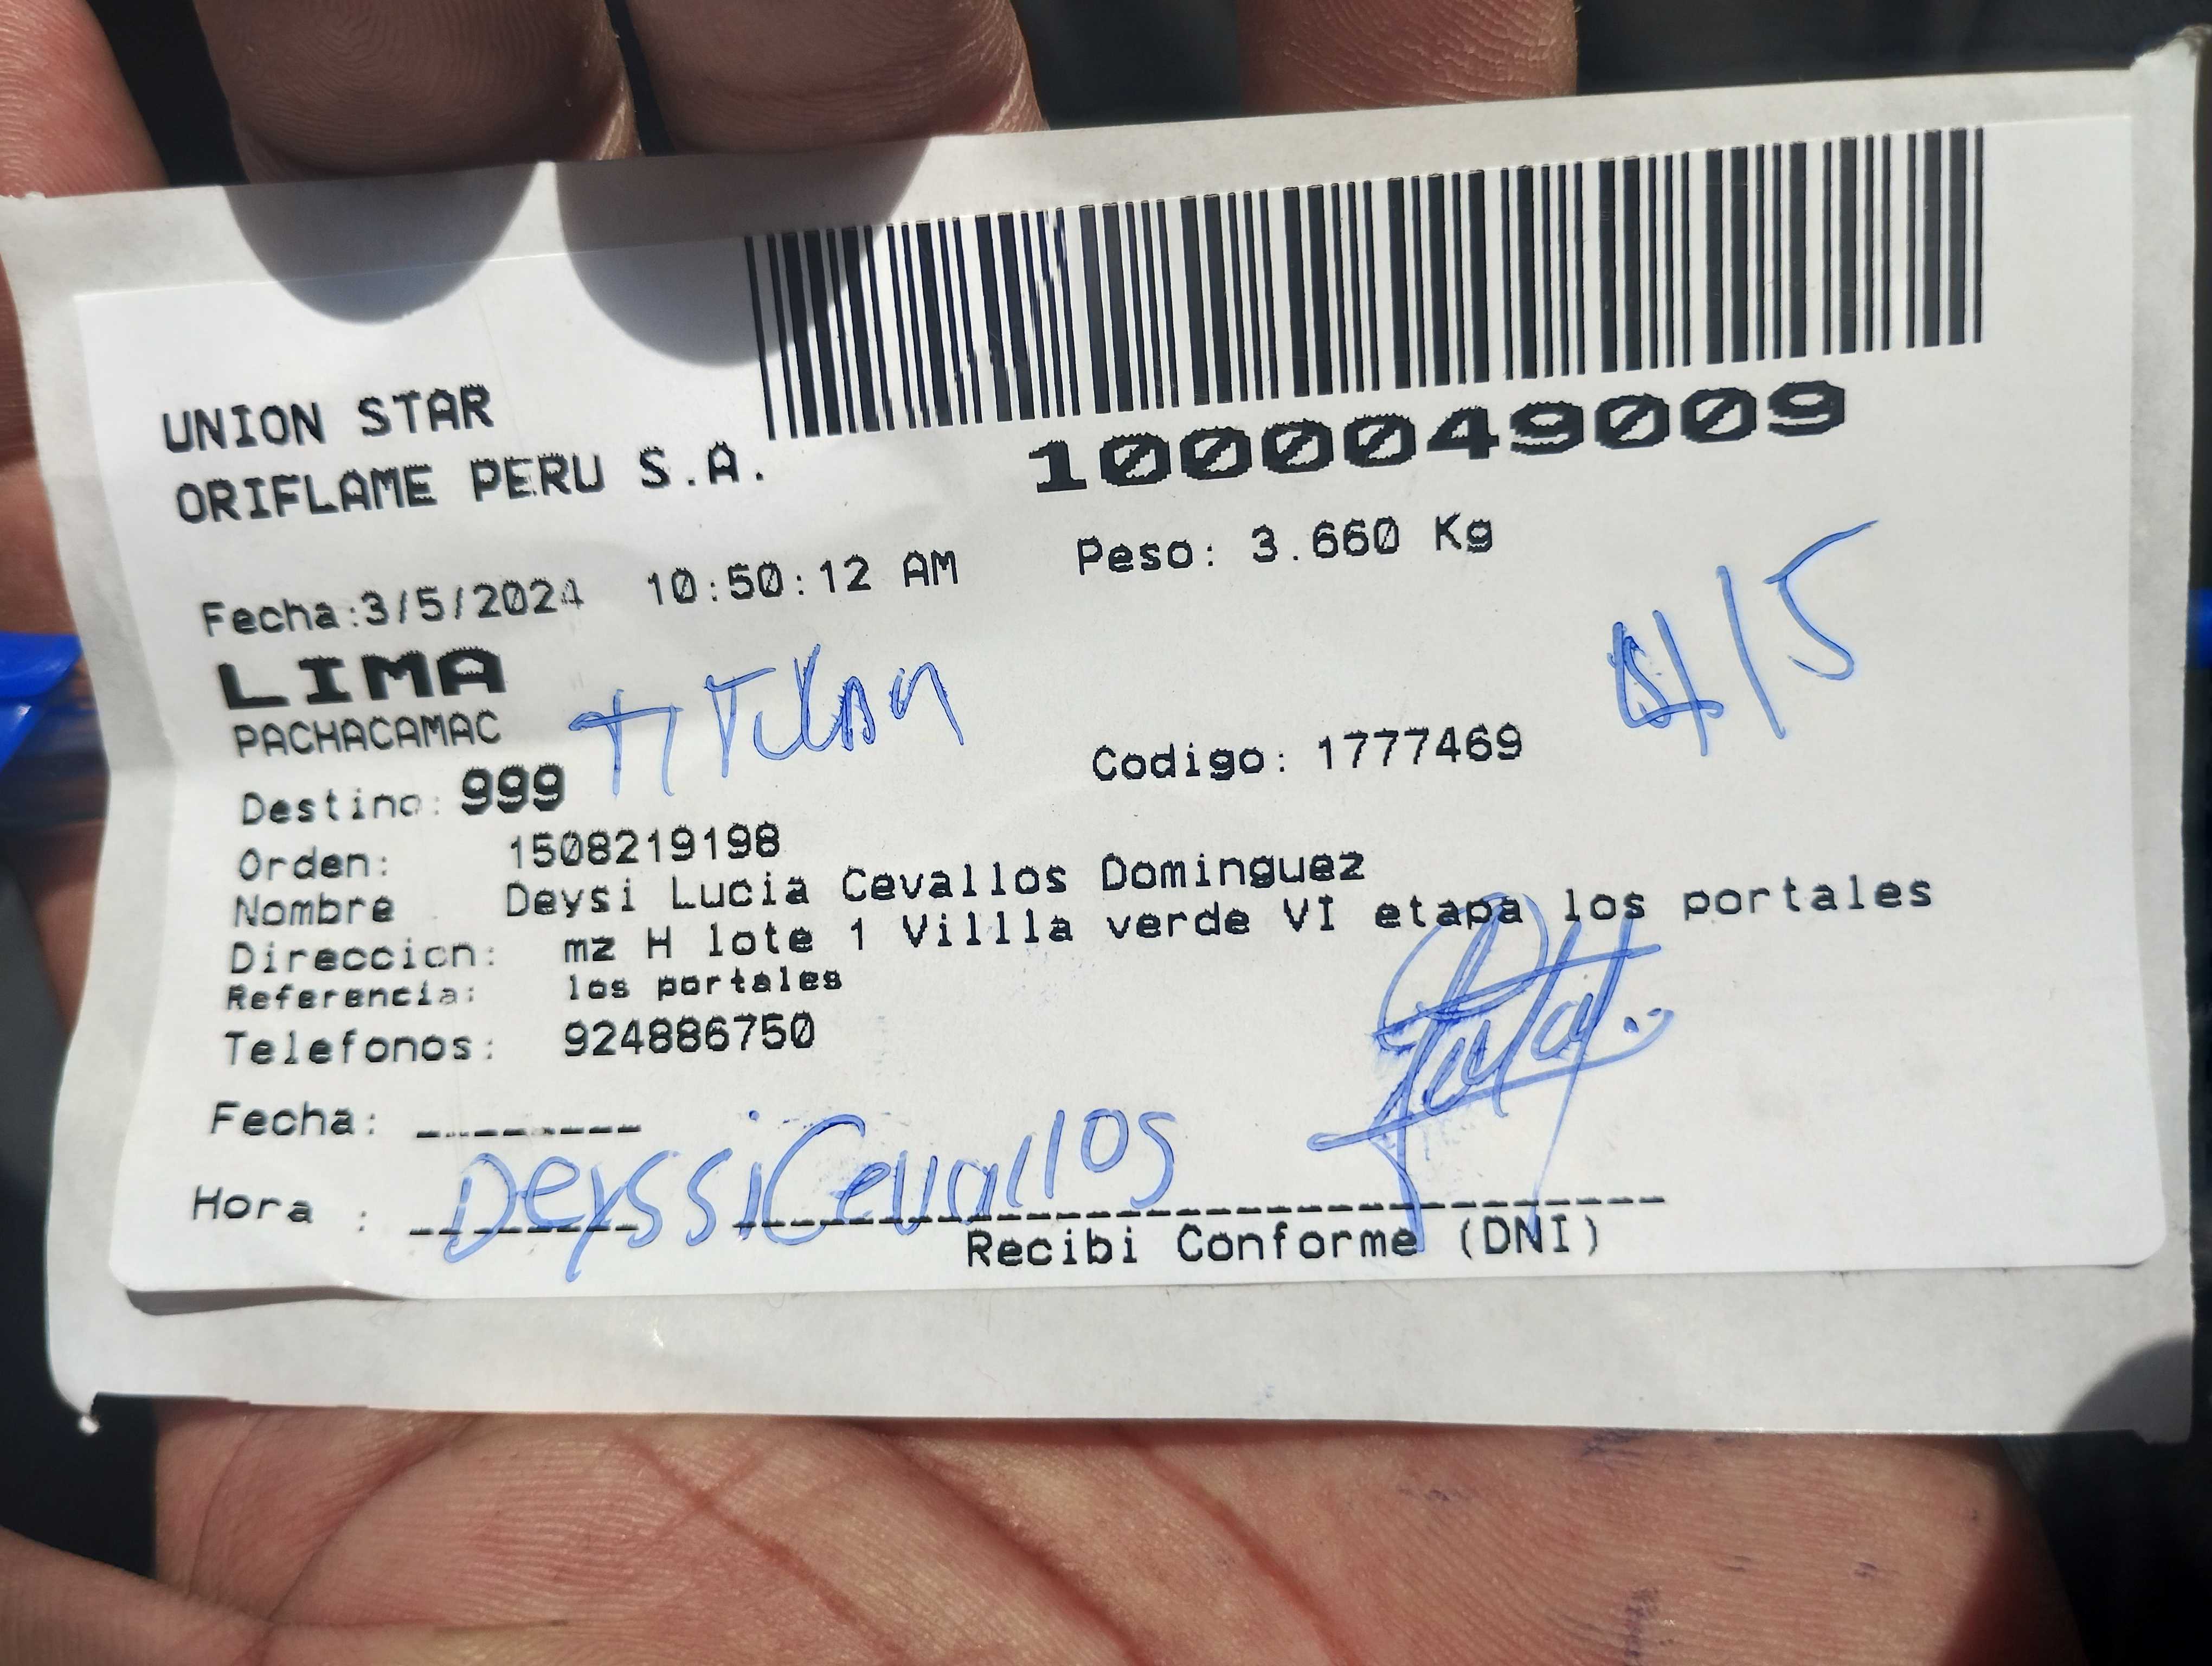 UNION STAR
ORIFLAME PERU S.A.
1000049009
Fecha:3/5/2024 10:50:12 AM Peso: 3.660 Kg
LIMA
PACHACAMAC
Destino: 999 Codigo: 1777469
Orden: 1508219198
Nombre Deysi Lucia Cevallos Dominguez
Direccion: mz H lote 1 Villla verde VI etapa los portales
Referencia: los portales
Telefonos: 924886750
Fecha: --------
DeyssiCevallos
Hora :
Recibi Conforme (DNI)